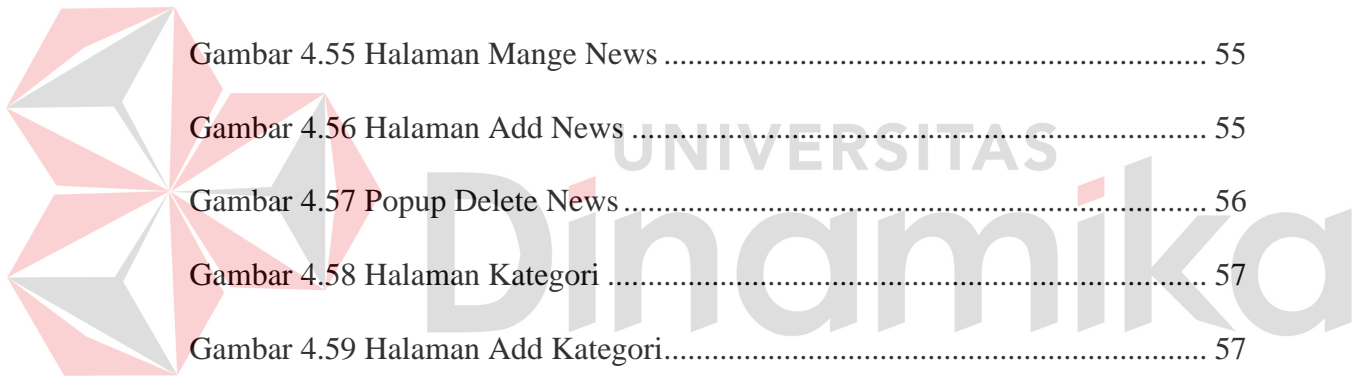 Gambar 4.55 Halaman Mange News .................................................................... 55
Gambar 4.56 Halaman Add News ........................................................................ 55
UNIVERSITAS
Dinamika
Gambar 4.57 Popup Delete News ......................................................................... 56
Gambar 4.58 Halaman Kategori ........................................................................... 57
Gambar 4.59 Halaman Add Kategori .................................................................... 57